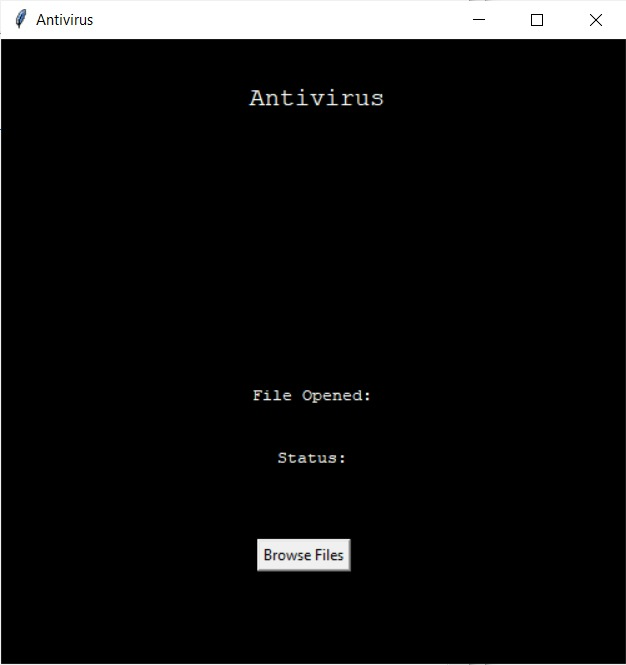 Antivirus
Antivirus
File Opened:
Status:
Browse Files